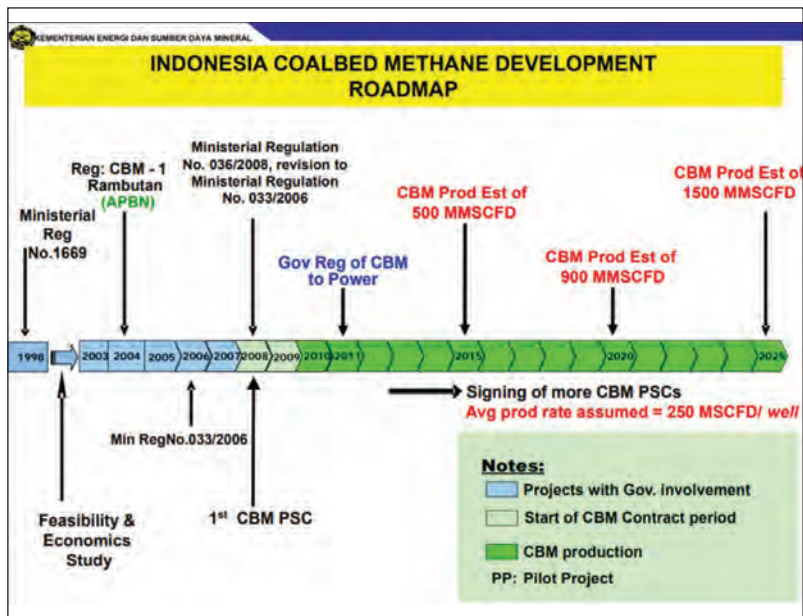 KEMENTERIAN ENERGI DAN SUMBER DAYA MINERAL
INDONESIA COALBED METHANE DEVELOPMENT
ROADMAP
Ministerial Reg
No.1669
Reg: CBM - 1
Rambutan
(APBN)
Ministerial Regulation
No. 036/2008, revision to
Ministerial Regulation
No. 033/2006
Gov Reg of CBM
to Power
CBM Prod Est of
500 MMSCFD
CBM Prod Est of
900 MMSCFD
CBM Prod Est of
1500 MMSCFD
1998 2003 2004 2005 2006 2007 2008 2009 2010 2011 2015 2020 2025
Feasibility &
Economics
Study
Min RegNo.033/2006
1st CBM PSC
Signing of more CBM PSCs
Avg prod rate assumed = 250 MSCFD/ well
Notes:
Projects with Gov. involvement
Start of CBM Contract period
CBM production
PP: Pilot Project